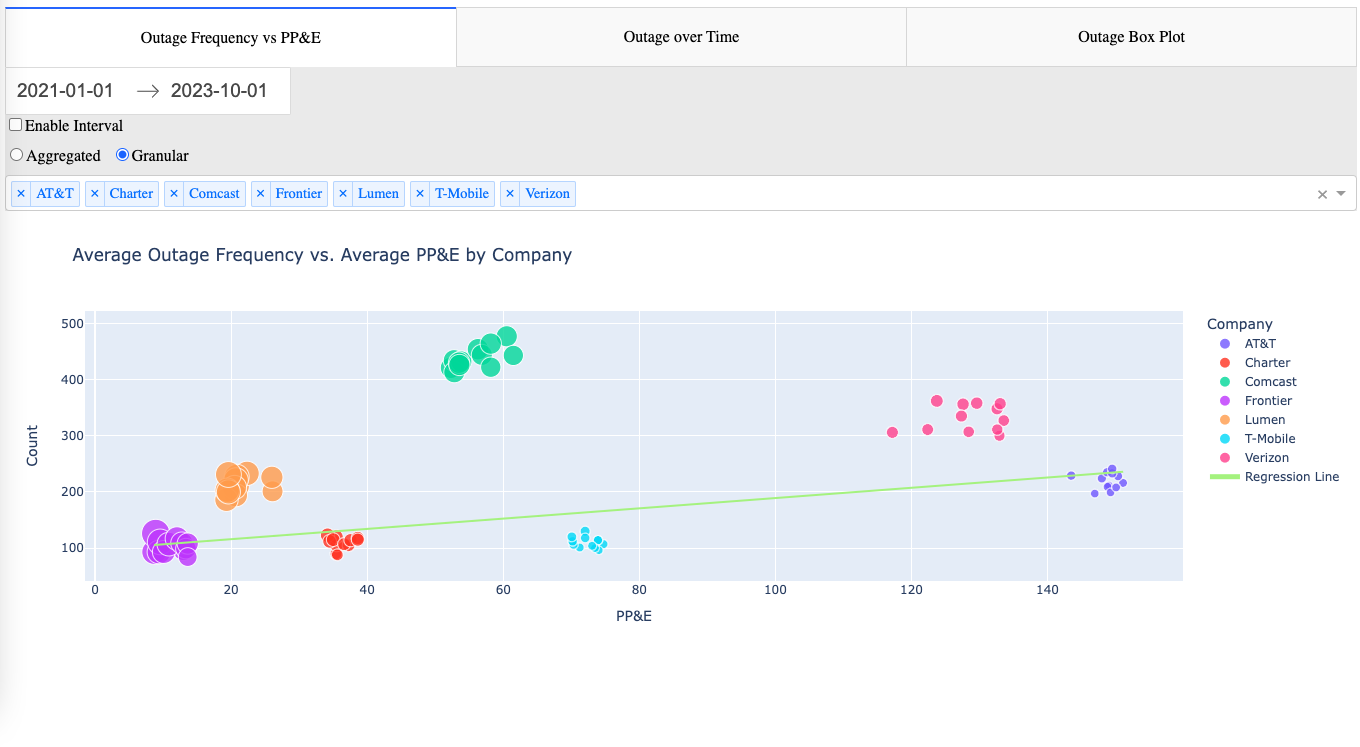 Outage Frequency vs PP&E Outage over Time Outage Box Plot
2021-01-01 → 2023-10-01
Enable Interval
Aggregated Granular
× AT&T × Charter × Comcast × Frontier × Lumen × T-Mobile × Verizon ×
Average Outage Frequency vs. Average PP&E by Company
Count
500
400
300
200
100
0 20 40 60 80 100 120 140
PP&E
Company
AT&T
Charter
Comcast
Frontier
Lumen
T-Mobile
Verizon
Regression Line